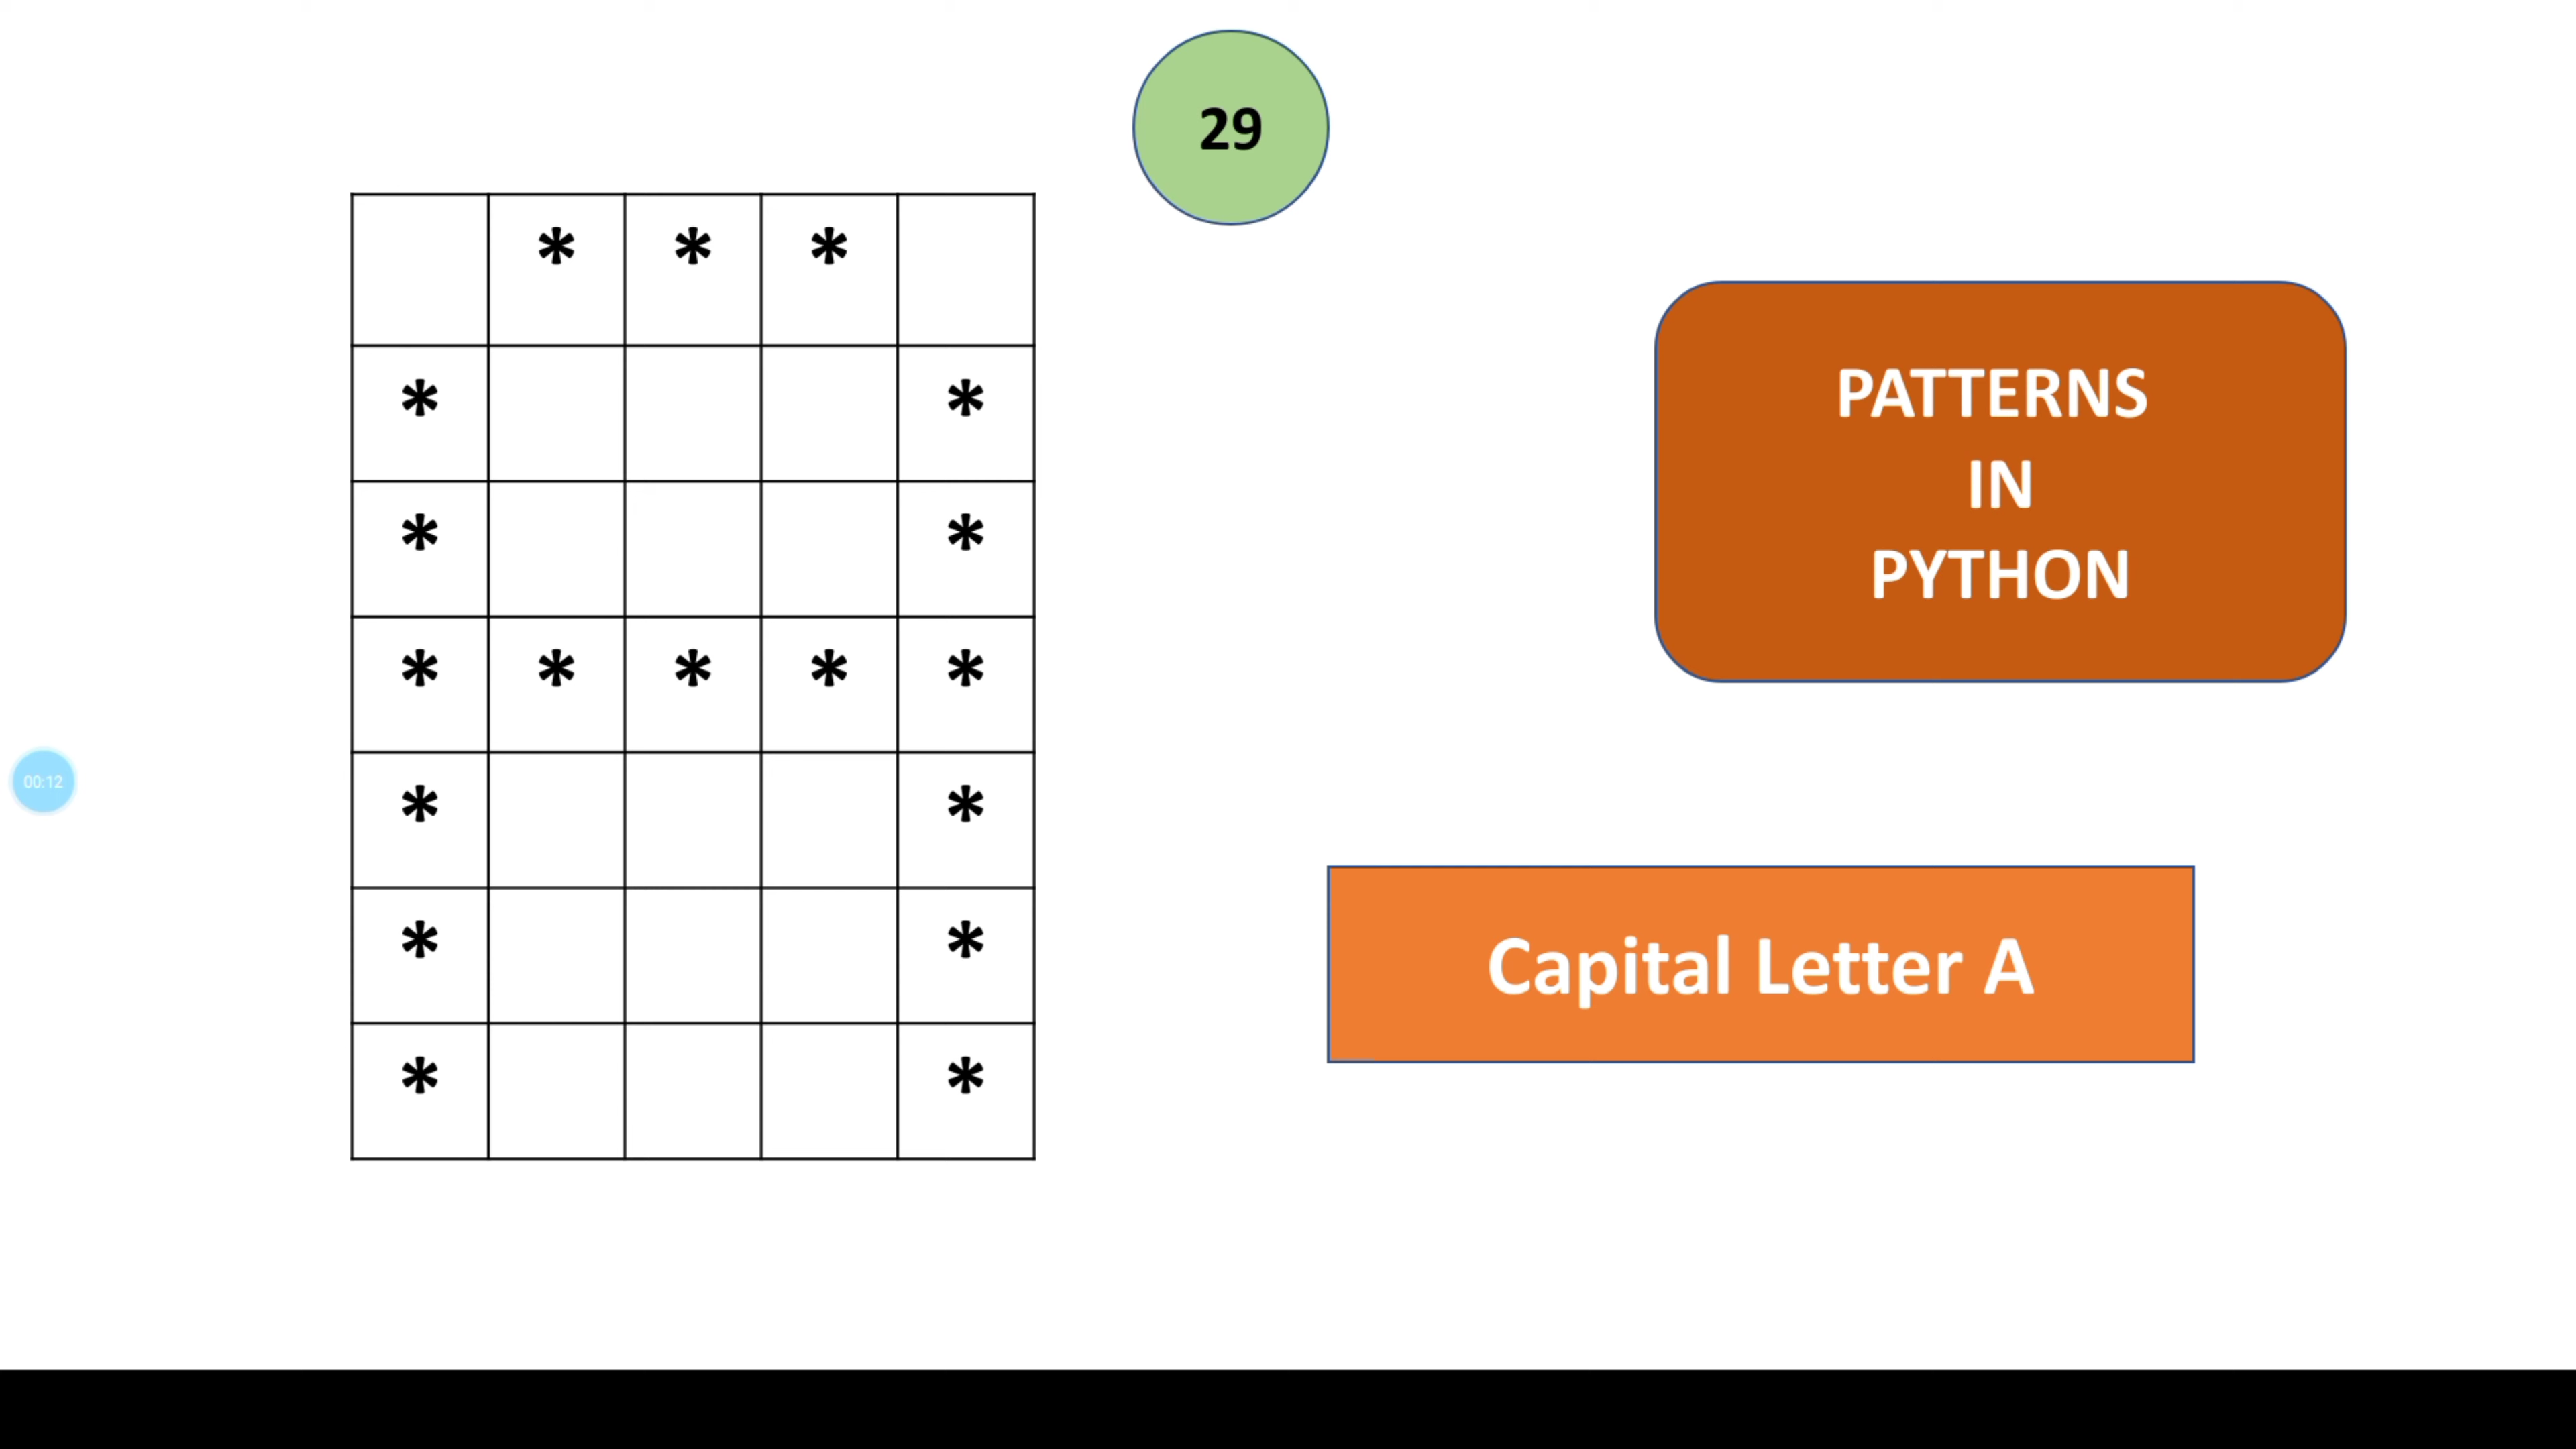 29
* * *
* *
* *
* * * * *
* *
* *
* *
PATTERNS
IN
PYTHON
Capital Letter A
00:12